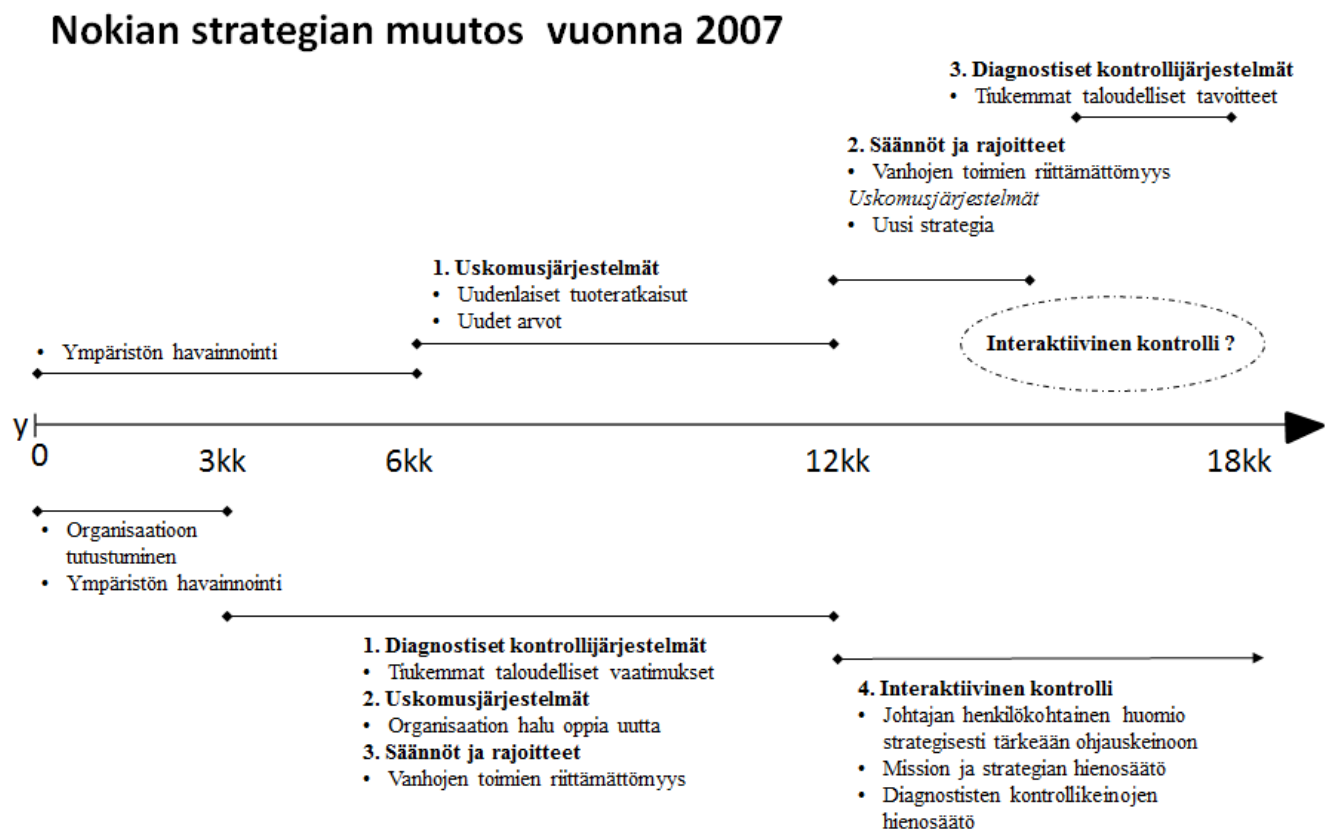 Nokian strategian muutos vuonna 2007
3. Diagnostiset kontrollijärjestelmät
• Tiukemmat taloudelliset tavoitteet
2. Säännöt ja rajoitteet
• Vanhojen toimien riittämättömyys
Uskomusjärjestelmät
• Uusi strategia
1. Uskomusjärjestelmät
• Uudenlaiset tuoteratkaisut
• Uudet arvot
Interaktiivinen kontrolli ?
• Ympäristön havainnointi
y
0 3kk 6kk 12kk 18kk
• Organisaatioon
tutustuminen
• Ympäristön havainnointi
1. Diagnostiset kontrollijärjestelmät
• Tiukemmat taloudelliset vaatimukset
2. Uskomusjärjestelmät
• Organisaation halu oppia uutta
3. Säännöt ja rajoitteet
• Vanhojen toimien riittämättömyys
4. Interaktiivinen kontrolli
• Johtajan henkilökohtainen huomio
strategisesti tärkeään ohjauskeinoon
• Mission ja strategian hienosäätö
• Diagnostisten kontrollikeinojen
hienosäätö